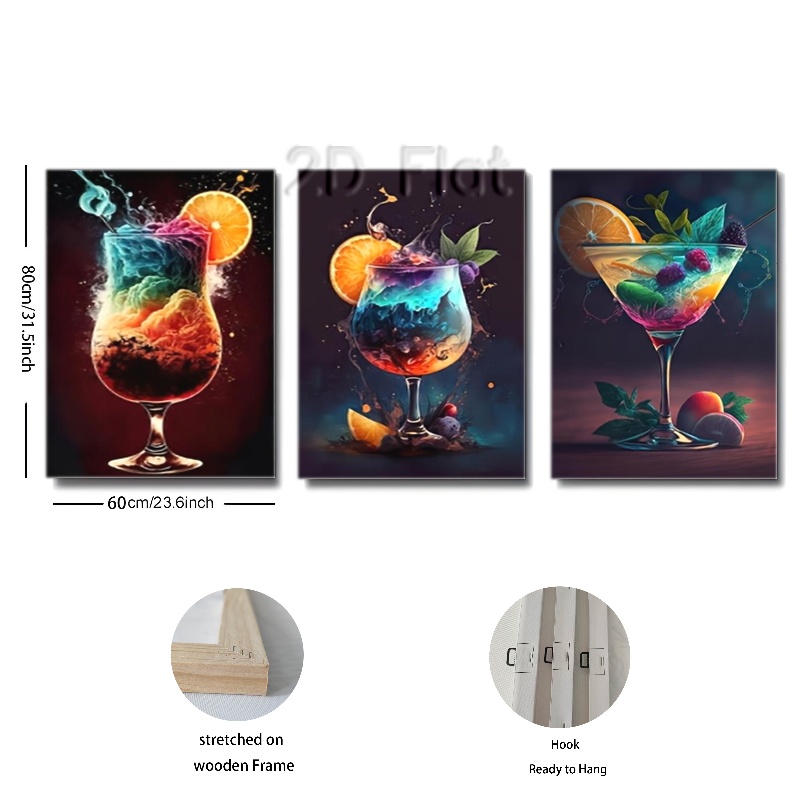 2D Flat
80cm/31.5inch
60cm/23.6inch
stretched on
wooden Frame
Hook
Ready to Hang